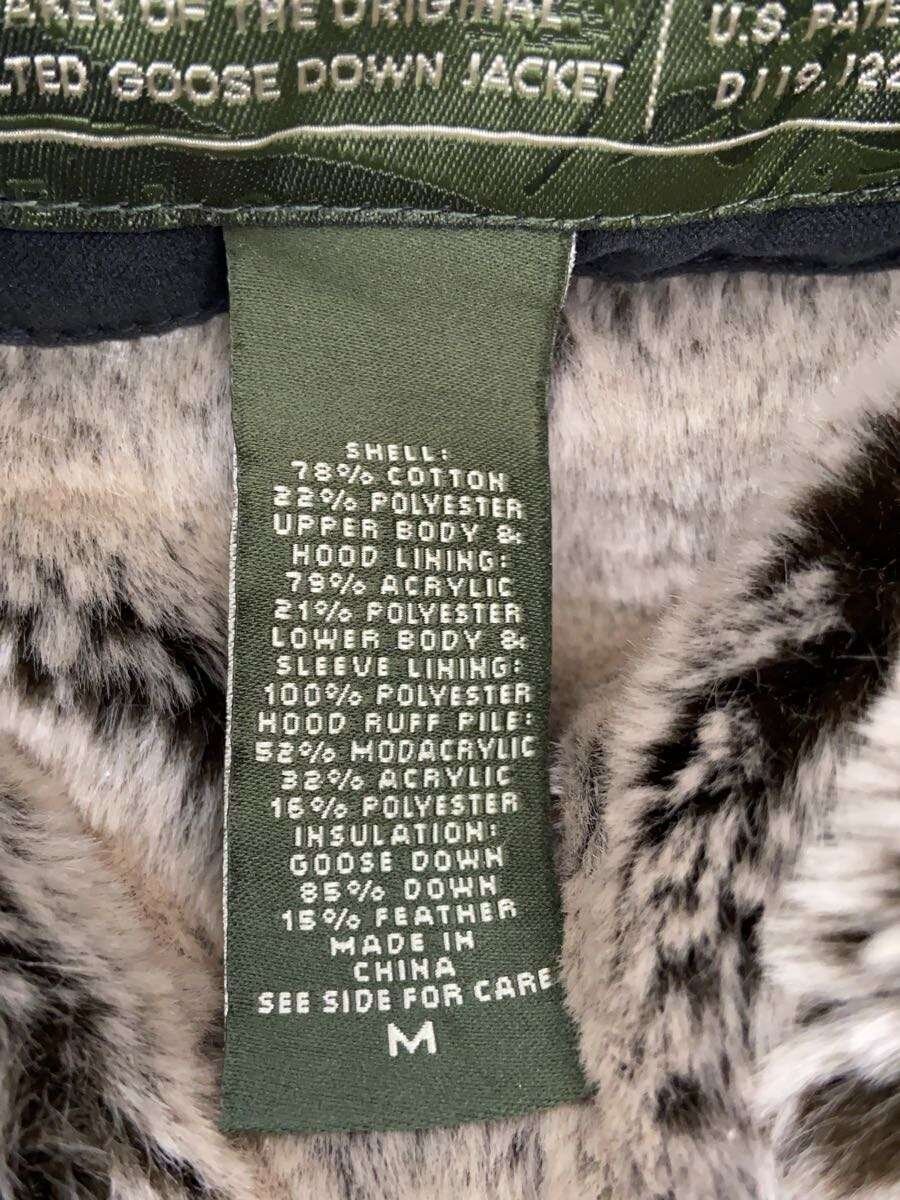 AKER OF THE ORIGINAL
LTED GOOSE DOWN JACKET
U.S. PATE
D119,122
SHELL:
78% COTTON
22% POLYESTER
UPPER BODY &
HOOD LINING:
79% ACRYLIC
21% POLYESTER
LOWER BODY &
SLEEVE LINING:
100% POLYESTER
HOOD RUFF PILE:
52% MODACRYLIC
32% ACRYLIC
16% POLYESTER
INSULATION:
GOOSE DOWN
85% DOWN
15% FEATHER
MADE IN
CHINA
SEE SIDE FOR CARE
M